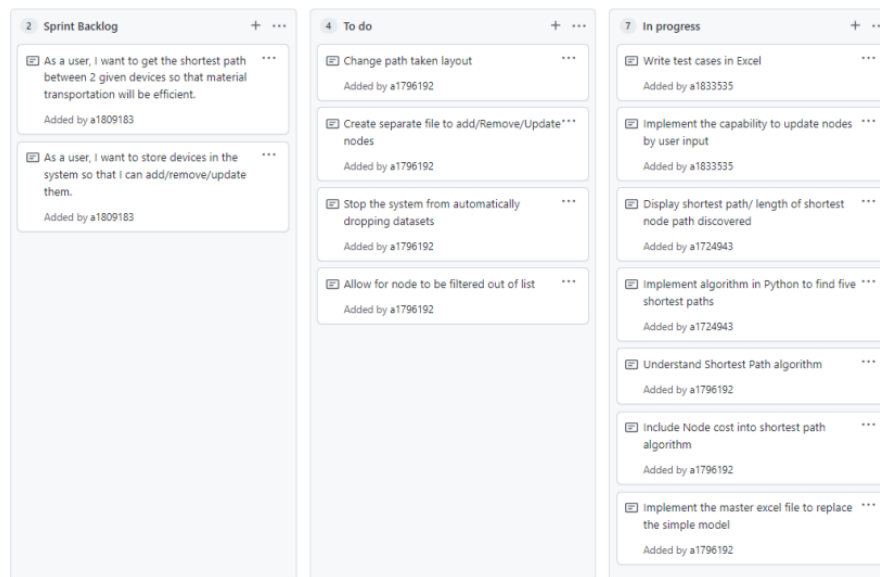 2 Sprint Backlog
As a user, I want to get the shortest path
between 2 given devices so that material
transportation will be efficient.
Added by a1809183
As a user, I want to store devices in the
system so that I can add/remove/update
them.
Added by a1809183
4 To do
Change path taken layout
Added by a1796192
Create separate file to add/Remove/Update
nodes
Added by a1796192
Stop the system from automatically
dropping datasets
Added by a1796192
Allow for node to be filtered out of list
Added by a1796192
7 In progress
Write test cases in Excel
Added by a1833535
Implement the capability to update nodes
by user input
Added by a1833535
Display shortest path/ length of shortest
node path discovered
Added by a1724943
Implement algorithm in Python to find five
shortest paths
Added by a1724943
Understand Shortest Path algorithm
Added by a1796192
Include Node cost into shortest path
algorithm
Added by a1796192
Implement the master excel file to replace
the simple model
Added by a1796192